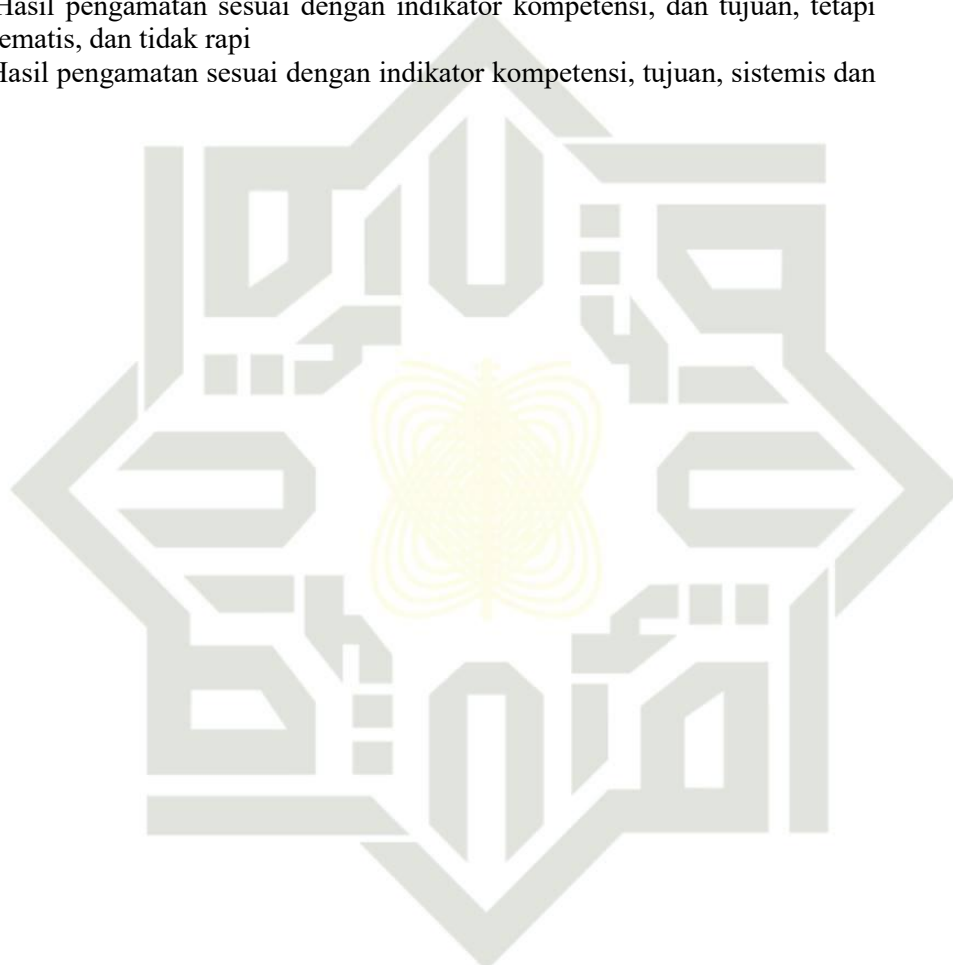 Hasil pengamatan sesuai dengan indikator kompetensi, dan tujuan, tetapi
ematis, dan tidak rapi
Hasil pengamatan sesuai dengan indikator kompetensi, tujuan, sistemis dan